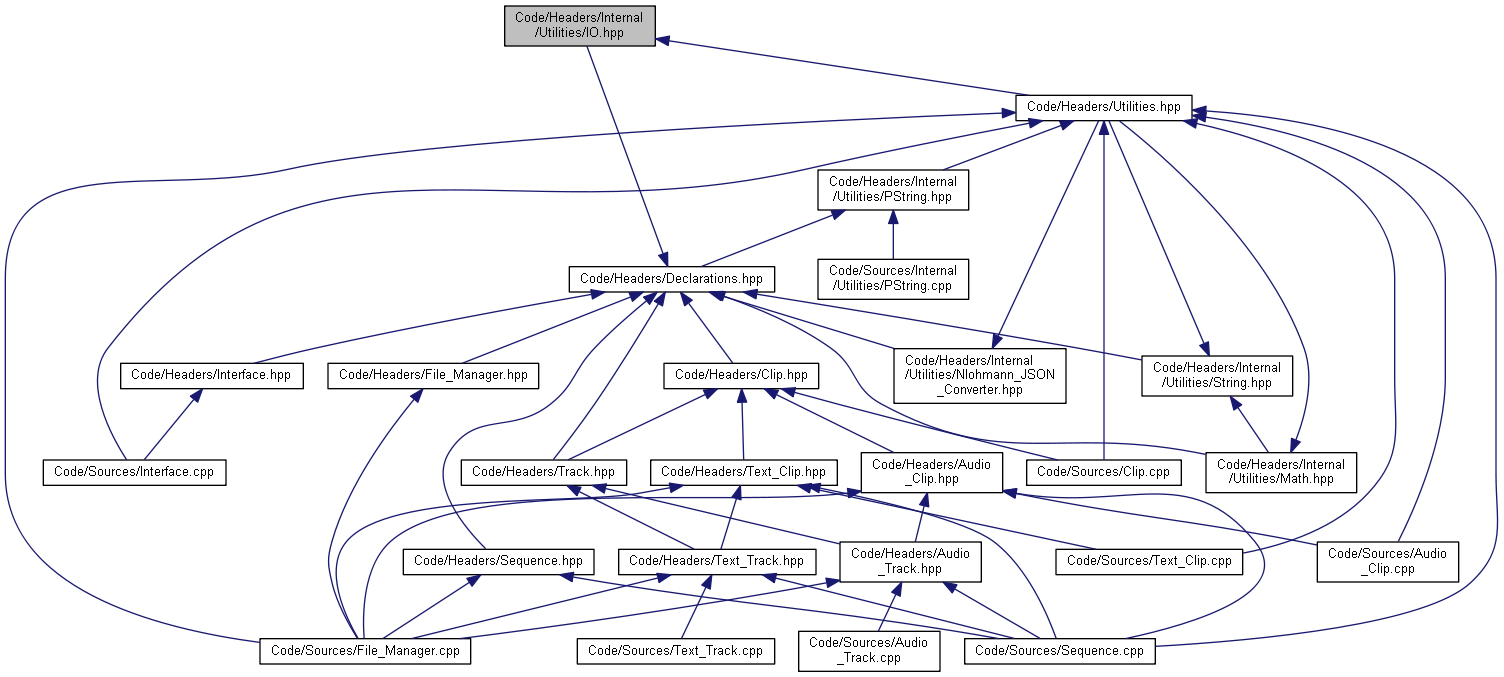 Code/Headers/Internal
/Utilities/IO.hpp
Code/Headers/Utilities.hpp
Code/Headers/Internal
/Utilities/PString.hpp
Code/Headers/Declarations.hpp
Code/Sources/Internal
/Utilities/PString.cpp
Code/Headers/Interface.hpp
Code/Headers/File_Manager.hpp
Code/Headers/Clip.hpp
Code/Headers/Internal
/Utilities/Nlohmann_JSON
_Converter.hpp
Code/Headers/Internal
/Utilities/String.hpp
Code/Sources/Interface.cpp
Code/Headers/Track.hpp
Code/Headers/Text_Clip.hpp
Code/Headers/Audio
_Clip.hpp
Code/Sources/Clip.cpp
Code/Headers/Internal
/Utilities/Math.hpp
Code/Headers/Sequence.hpp
Code/Headers/Text_Track.hpp
Code/Headers/Audio
_Track.hpp
Code/Sources/Text_Clip.cpp
Code/Sources/Audio
_Clip.cpp
Code/Sources/File_Manager.cpp
Code/Sources/Text_Track.cpp
Code/Sources/Audio
_Track.cpp
Code/Sources/Sequence.cpp